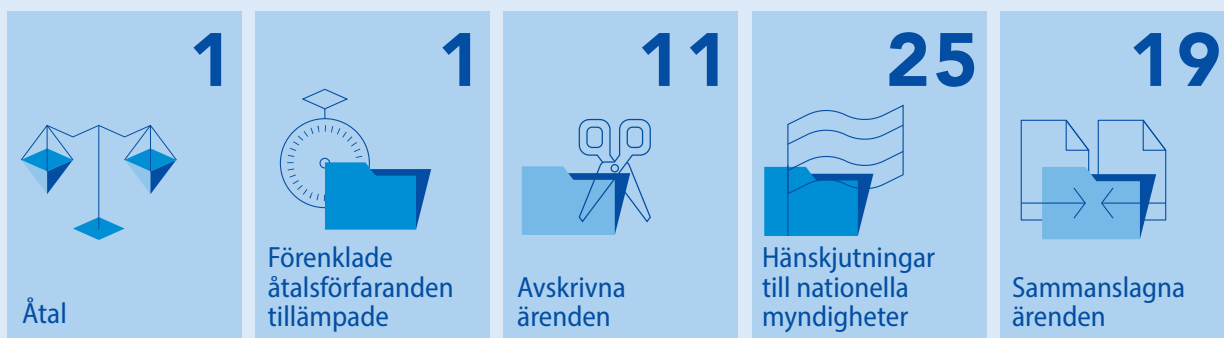 1
Åtal
1
Förenklade
åtalsförfaranden
tillämpade
11
Avskrivna
ärenden
25
Hänskjutningar
till nationella
myndigheter
19
Sammanslagna
ärenden